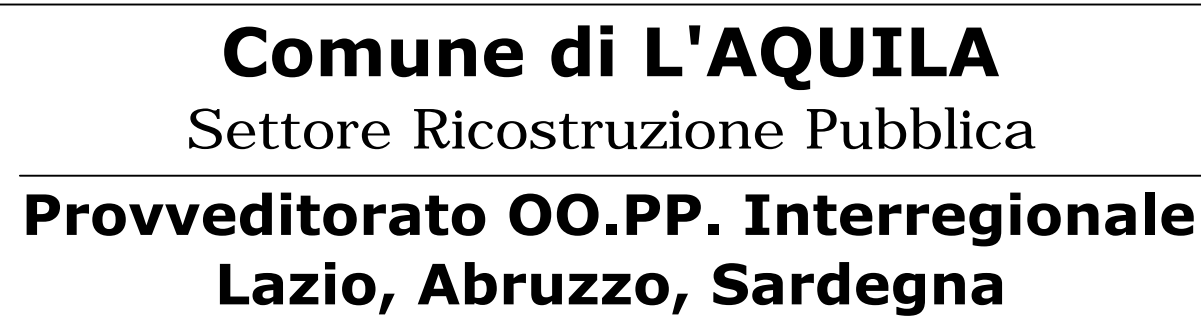 Comune di L'AQUILA
Settore Ricostruzione Pubblica
Provveditorato OO.PP. Interregionale
Lazio, Abruzzo, Sardegna